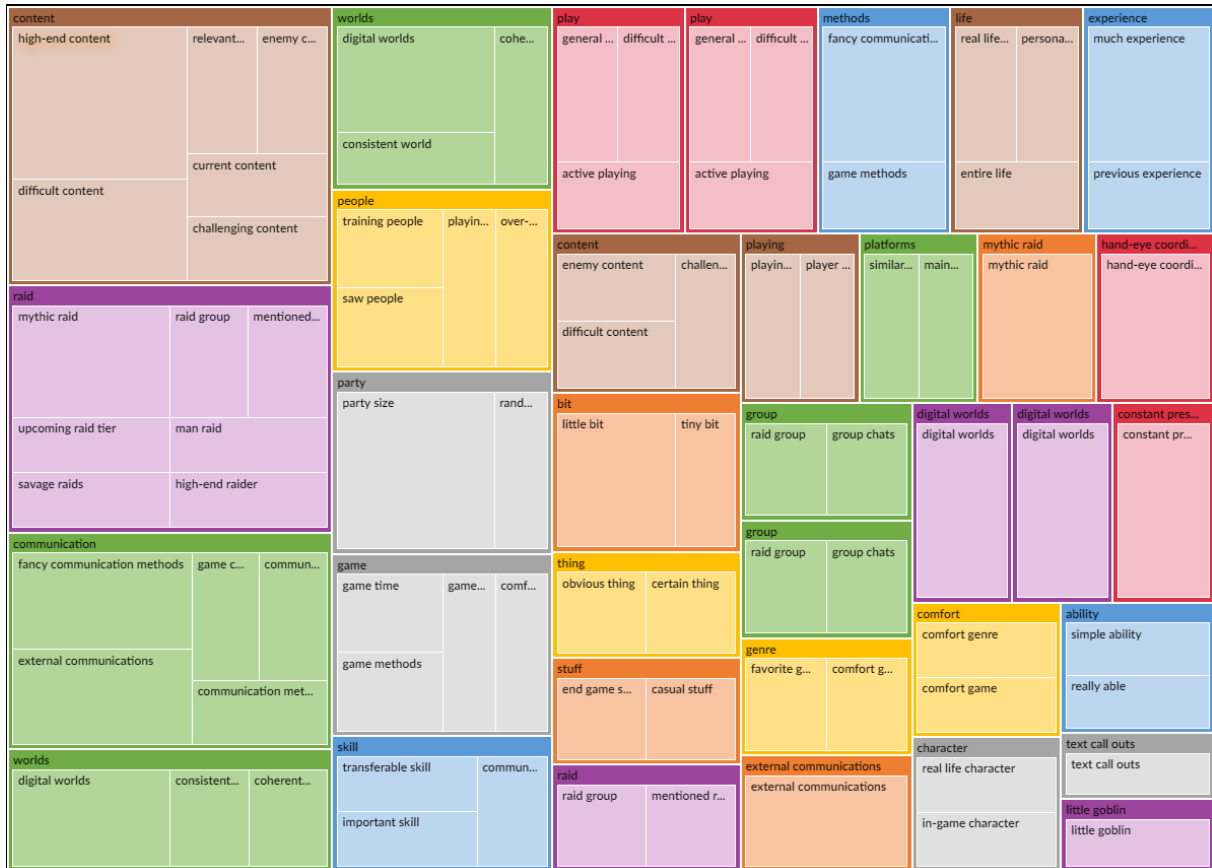 content
high-end content
relevant...
enemy c...
current content
difficult content
challenging content
raid
mythic raid
raid group
mentioned...
upcoming raid tier
man raid
savage raids
high-end raider
communication
fancy communication methods
game c...
commun...
external communications
communication met...
worlds
digital worlds
consistent...
coherent...
worlds
digital worlds
cohe...
consistent world
people
training people
playin...
over-...
saw people
party
party size
rand...
game
game time
game...
comf...
game methods
skill
transferable skill
commun...
important skill
play
general ...
difficult ...
active playing
play
general ...
difficult ...
active playing
methods
fancy communicati...
game methods
life
real life...
persona...
entire life
experience
much experience
previous experience
content
enemy content
challen...
difficult content
playing
playin...
player ...
platforms
similar...
main...
mythic raid
mythic raid
hand-eye coordi...
hand-eye coordi...
bit
little bit
tiny bit
group
raid group
group chats
group
raid group
group chats
digital worlds
digital worlds
digital worlds
digital worlds
constant pres...
constant pr...
thing
obvious thing
certain thing
stuff
end game s...
casual stuff
raid
raid group
mentioned r...
genre
favorite g...
comfort g...
external communications
external communications
comfort
comfort genre
comfort game
ability
simple ability
really able
character
real life character
in-game character
text call outs
text call outs
little goblin
little goblin